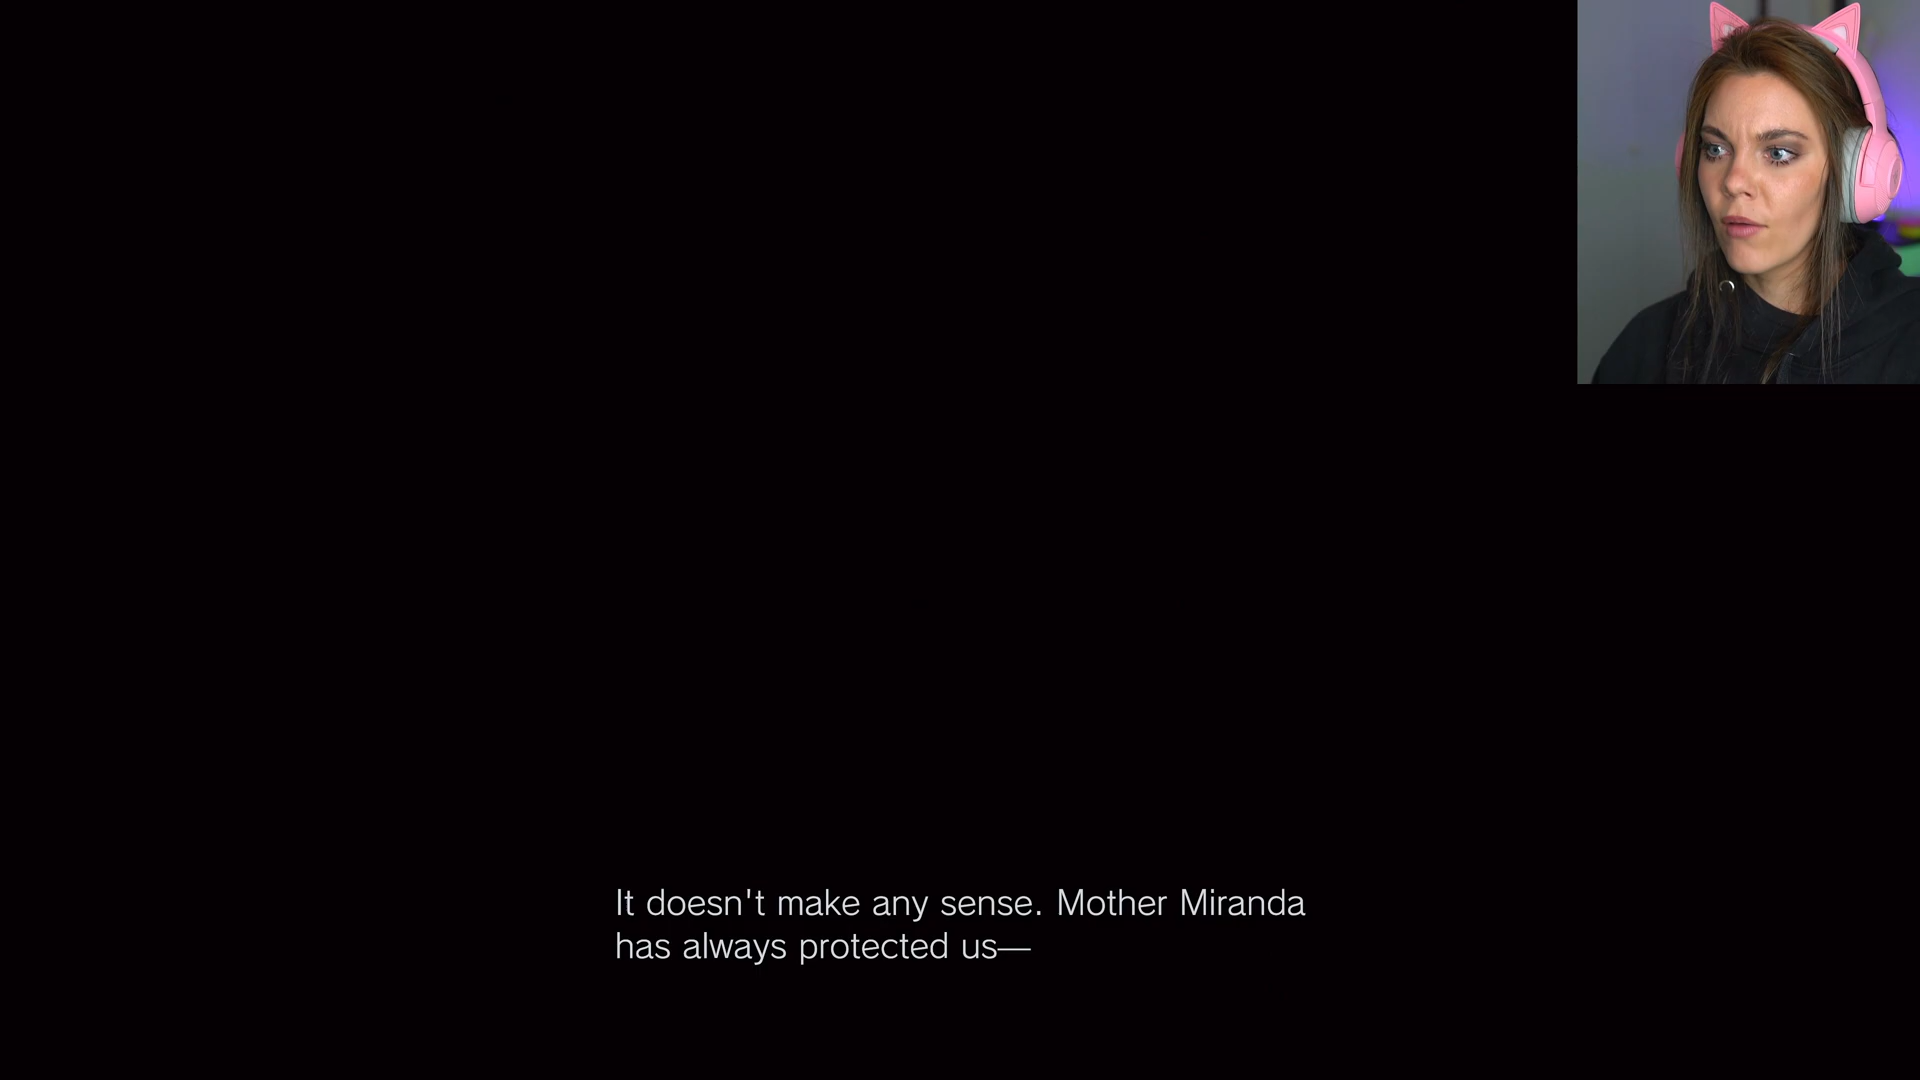 It doesn't make any sense. Mother Miranda
has always protected us—